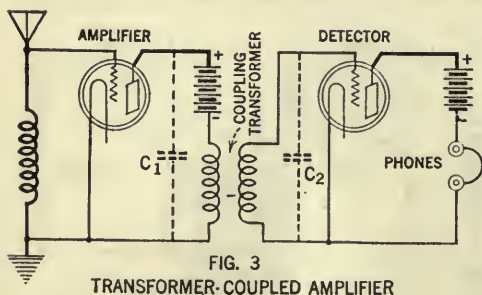 AMPLIFIER
DETECTOR
+
-
COUPLING
TRANSFORMER
+
-
C1
C2
PHONES
FIG. 3
TRANSFORMER-COUPLED AMPLIFIER